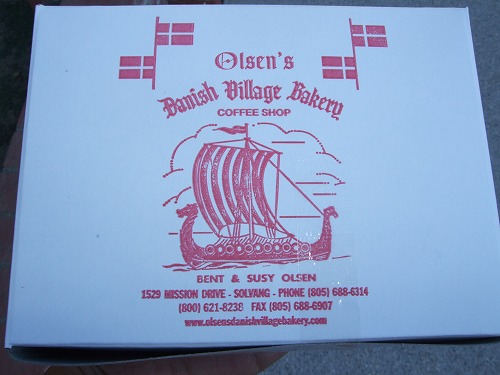 Olsen's
Danish Village Bakery
COFFEE SHOP
BENT & SUSY OLSEN
1529 MISSION DRIVE - SOLVANG - PHONE (805) 688-6314
(800) 621-8238 FAX (805) 688-6907
www.olsensdanishvillagebakery.com